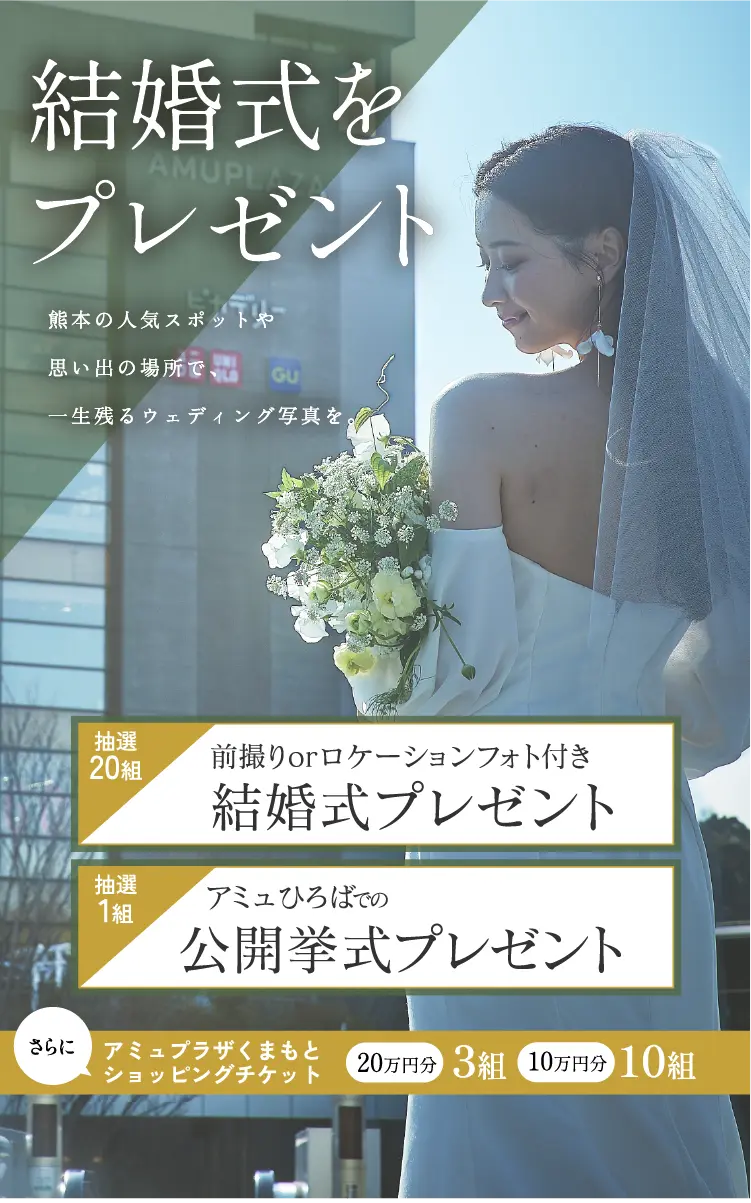 結婚式を
プレゼント
AMUPLAZA
ピカデリー
熊本の人気スポットや
思い出の場所で、
UNI
QLO
GU
一生残るウェディング写真を。
抽選
20組
前撮りorロケーションフォト付き
結婚式プレゼント
抽選
1組
アミュひろばでの
公開挙式プレゼント
さらに
アミュプラザくまもと
ショッピングチケット
20万円分 3組 10万円分 10組